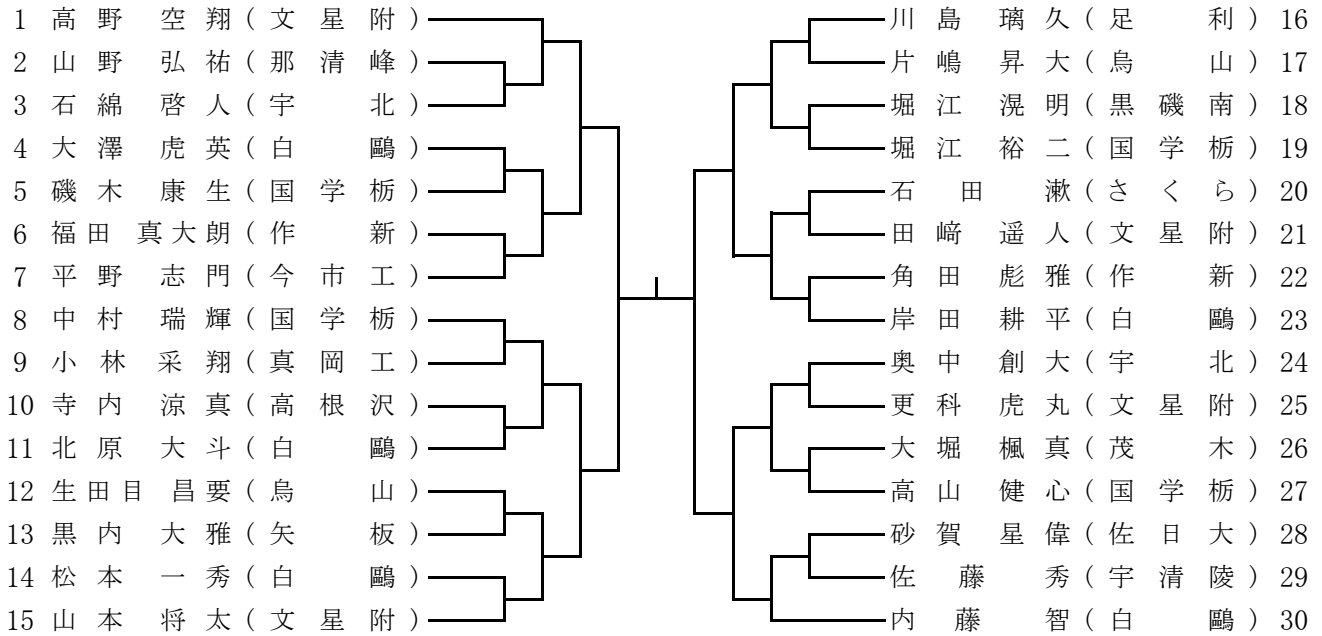 1 高野 空翔(文星附)
2 山野 弘祐(那清峰)
3 石綿 啓人(宇北)
4 大澤 虎英(白鷗)
5 磯木 康生(国学栃)
6 福田 真大朗(作新)
7 平野 志門(今市工)
8 中村 瑞輝(国学栃)
9 小林 采翔(真岡工)
10 寺内 涼真(高根沢)
11 北原 大斗(白鷗)
12 生田目 昌要(烏山)
13 黒内 大雅(矢板)
14 松本 一秀(白鷗)
15 山本 将太(文星附)
川島 璃久(足利) 16
片嶋 昇大(烏山) 17
堀江 滉明(黒磯南) 18
堀江 裕二(国学栃) 19
石田 漱(さくら) 20
田﨑 遥人(文星附) 21
角田 彪雅(作新) 22
岸田 耕平(白鷗) 23
奥中 創大(宇北) 24
更科 虎丸(文星附) 25
大堀 楓真(茂木) 26
高山 健心(国学栃) 27
砂賀 星偉(佐日大) 28
佐藤 秀(宇清陵) 29
内藤 智(白鷗) 30